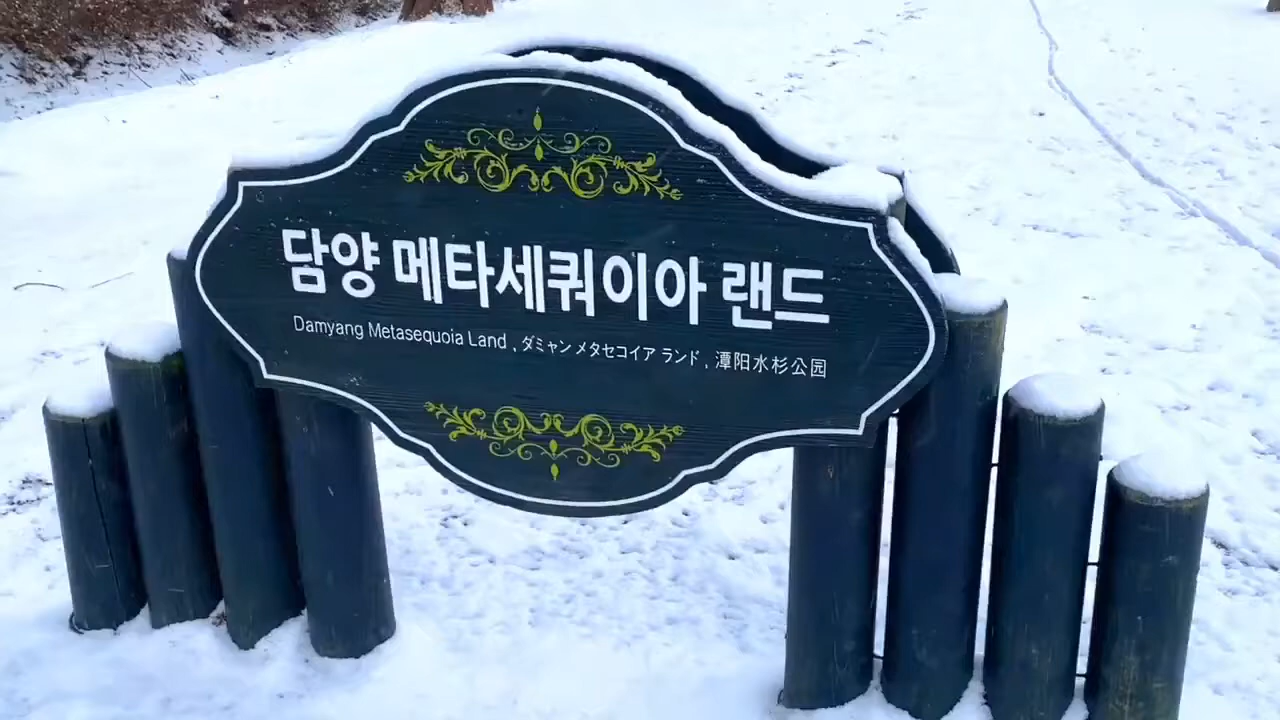 담양 메타세쿼이아 랜드
Damyang Metasequoia Land , ダミャン メタセコイア ランド , 潭阳水杉公园